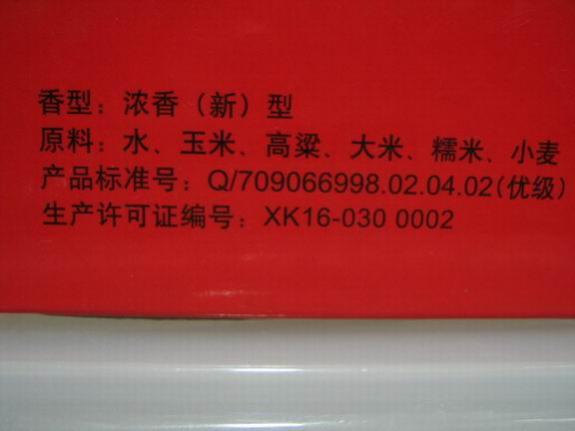 香型：浓香（新）型
原料：水、玉米、高粱、大米、糯米、小麦
产品标准号：Q/709066998.02.04.02(优级)
生产许可证编号：XK16-030 0002